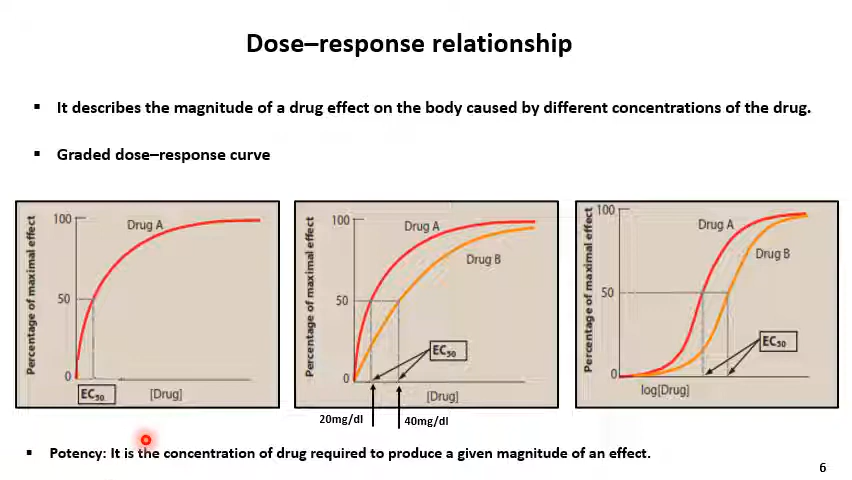 Dose–response relationship
▪ It describes the magnitude of a drug effect on the body caused by different concentrations of the drug.
▪ Graded dose–response curve
Percentage of maximal effect
100
50
0
Drug A
EC50
[Drug]
Percentage of maximal effect
100
50
0
Drug A
Drug B
EC50
[Drug]
20mg/dl
40mg/dl
Percentage of maximal effect
100
50
0
Drug A
Drug B
EC50
log[Drug]
▪ Potency: It is the concentration of drug required to produce a given magnitude of an effect.
6